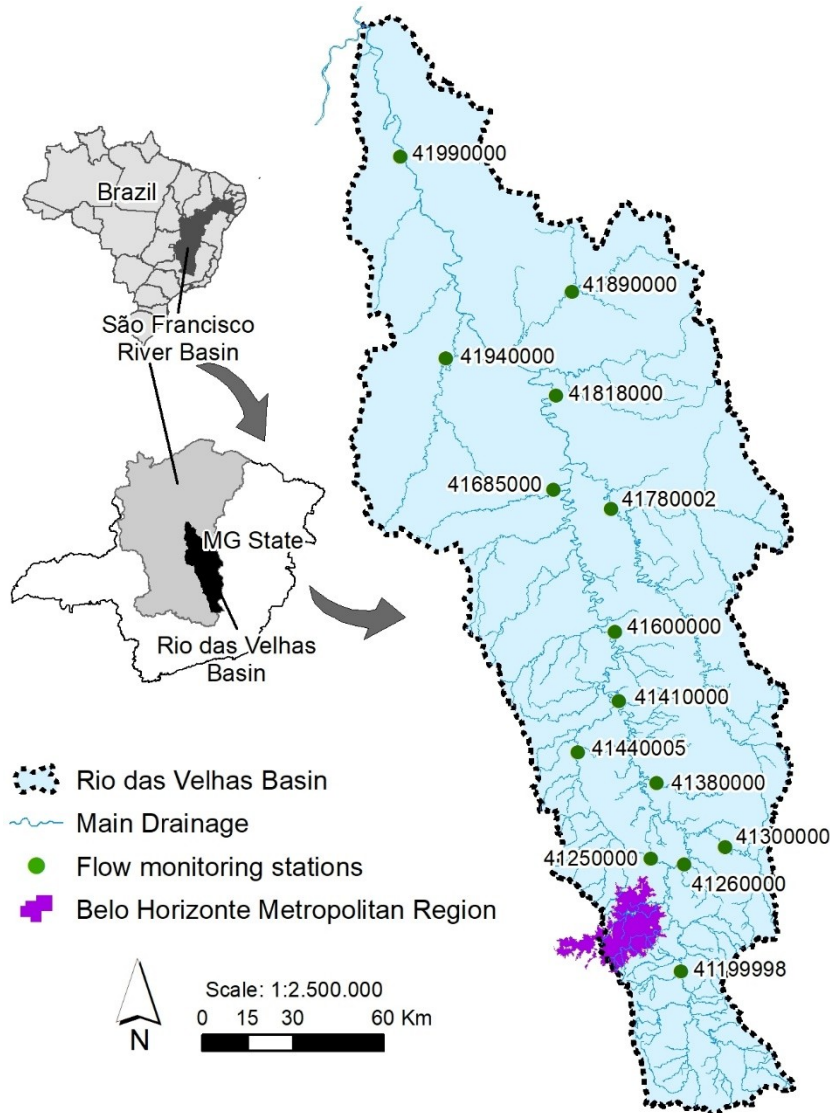 Brazil
São Francisco
River Basin
MG State
Rio das Velhas
Basin
Rio das Velhas Basin
Main Drainage
Flow monitoring stations
Belo Horizonte Metropolitan Region
N
Scale: 1:2.500.000
0 15 30 60 Km
41990000
41890000
41940000
41818000
41685000
41780002
41600000
41410000
41440005
41380000
41300000
41250000
41260000
41199998